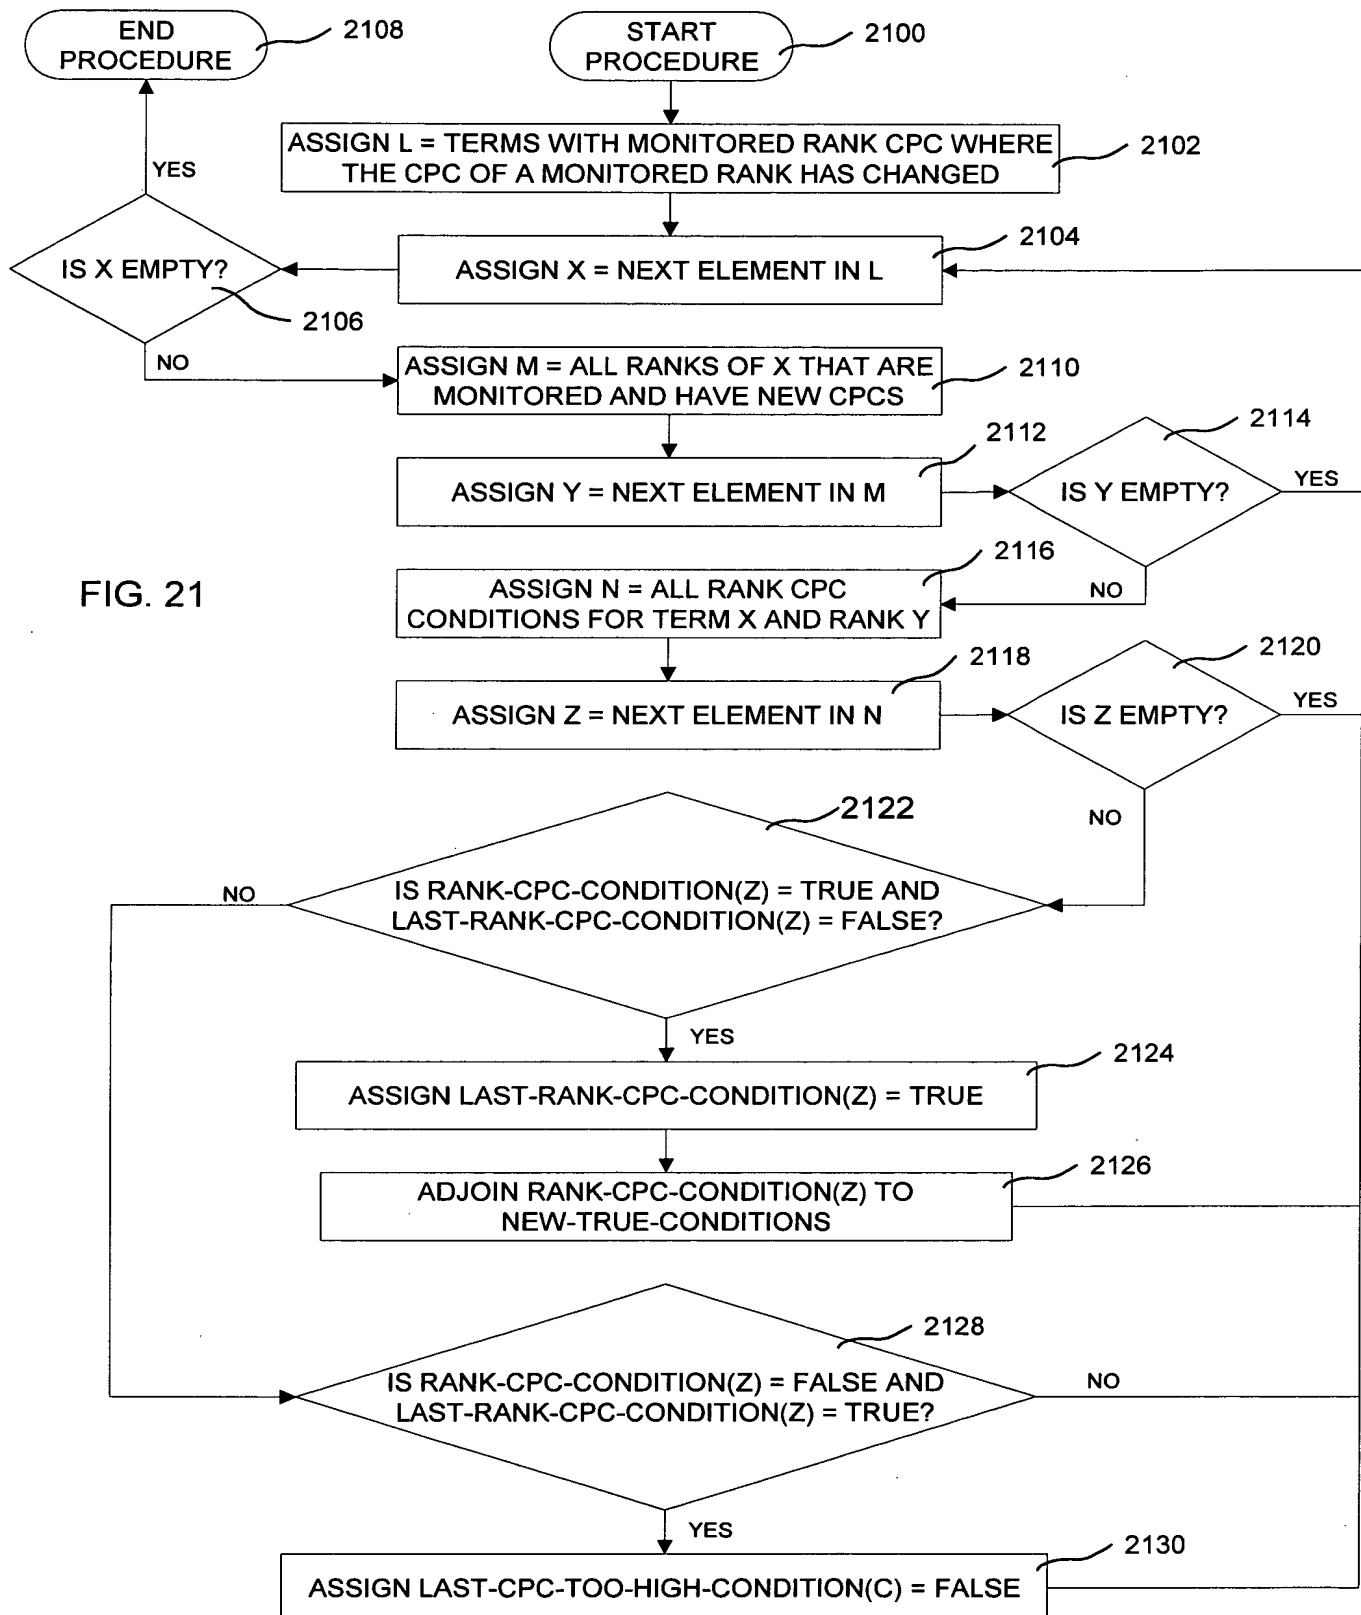 END
PROCEDURE
2108
START
PROCEDURE
2100
ASSIGN L = TERMS WITH MONITORED RANK CPC WHERE
THE CPC OF A MONITORED RANK HAS CHANGED
2102
YES
2104
ASSIGN X = NEXT ELEMENT IN L
IS X EMPTY?
2106
NO
ASSIGN M = ALL RANKS OF X THAT ARE
MONITORED AND HAVE NEW CPCS
2110
2112
ASSIGN Y = NEXT ELEMENT IN M
2114
IS Y EMPTY?
YES
NO
FIG. 21
2116
ASSIGN N = ALL RANK CPC
CONDITIONS FOR TERM X AND RANK Y
2118
ASSIGN Z = NEXT ELEMENT IN N
2120
IS Z EMPTY?
YES
NO
2122
IS RANK-CPC-CONDITION(Z) = TRUE AND
LAST-RANK-CPC-CONDITION(Z) = FALSE?
NO
YES
2124
ASSIGN LAST-RANK-CPC-CONDITION(Z) = TRUE
2126
ADJOIN RANK-CPC-CONDITION(Z) TO
NEW-TRUE-CONDITIONS
2128
IS RANK-CPC-CONDITION(Z) = FALSE AND
LAST-RANK-CPC-CONDITION(Z) = TRUE?
NO
YES
2130
ASSIGN LAST-CPC-TOO-HIGH-CONDITION(C) = FALSE